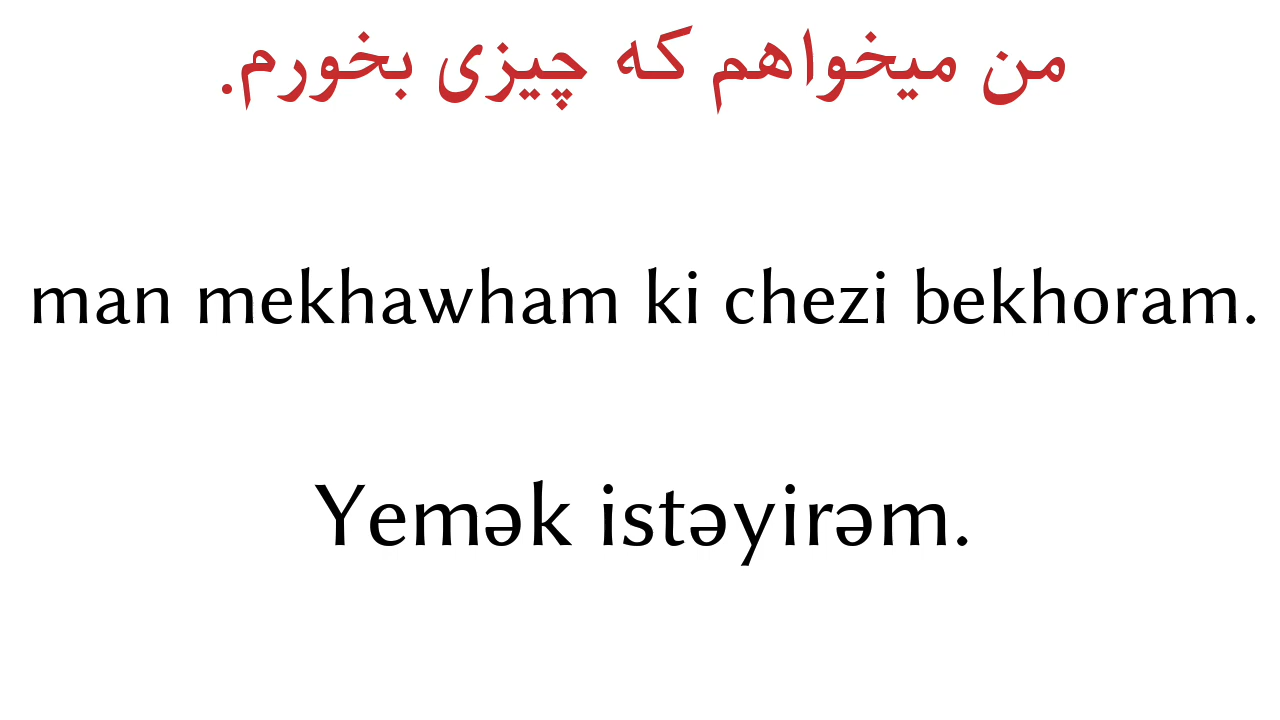 من میخواهم که چیزی بخورم.
man mekhawham ki chezi bekhoram.
Yemək istəyirəm.